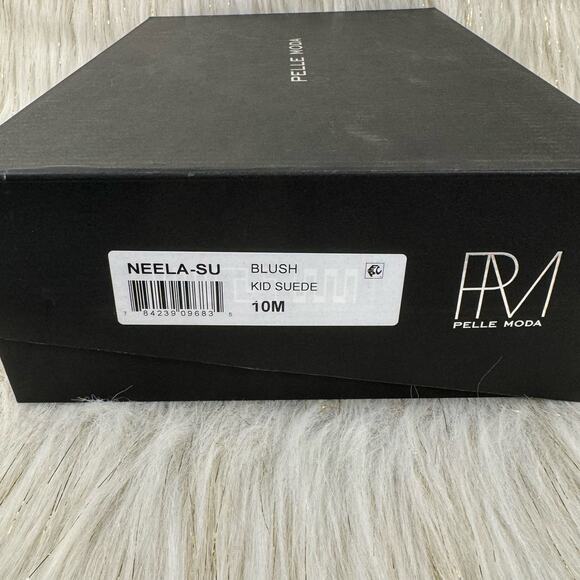 PELLE MODA
NEELA-SU
BLUSH
KID SUEDE
10M
7 84239 09683 5
PM
PELLE MODA